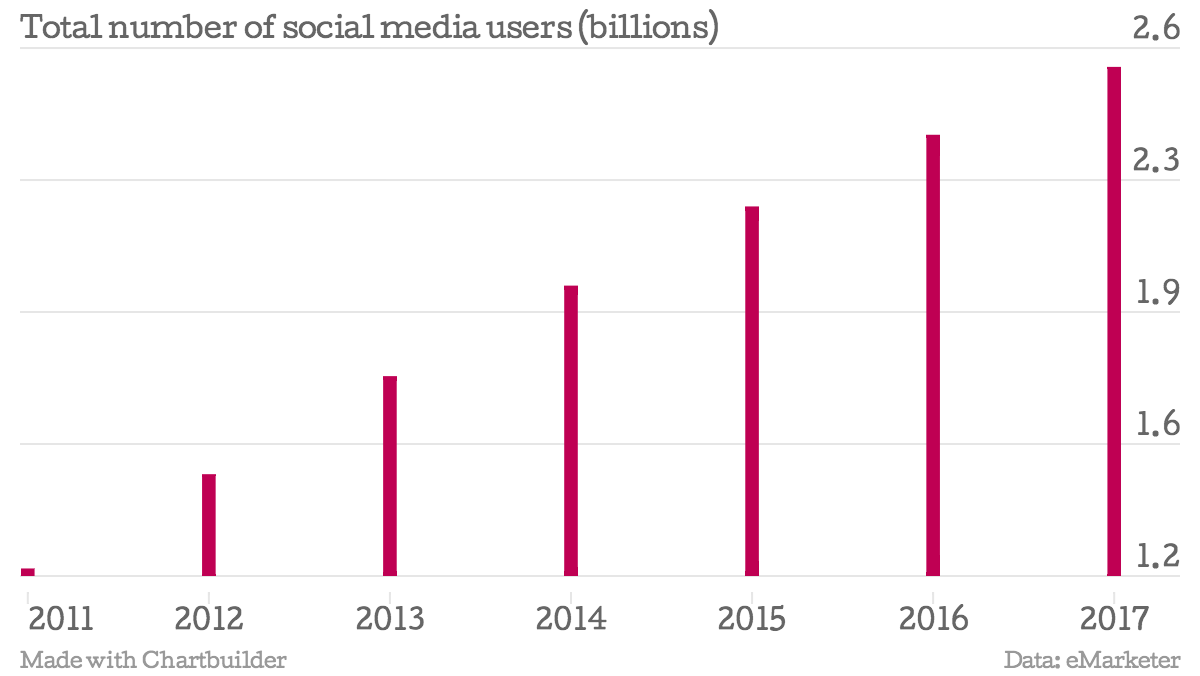 Total number of social media users (billions)
2.6
2.3
1.9
1.6
1.2
2011 2012 2013 2014 2015 2016 2017
Made with Chartbuilder
Data: eMarketer